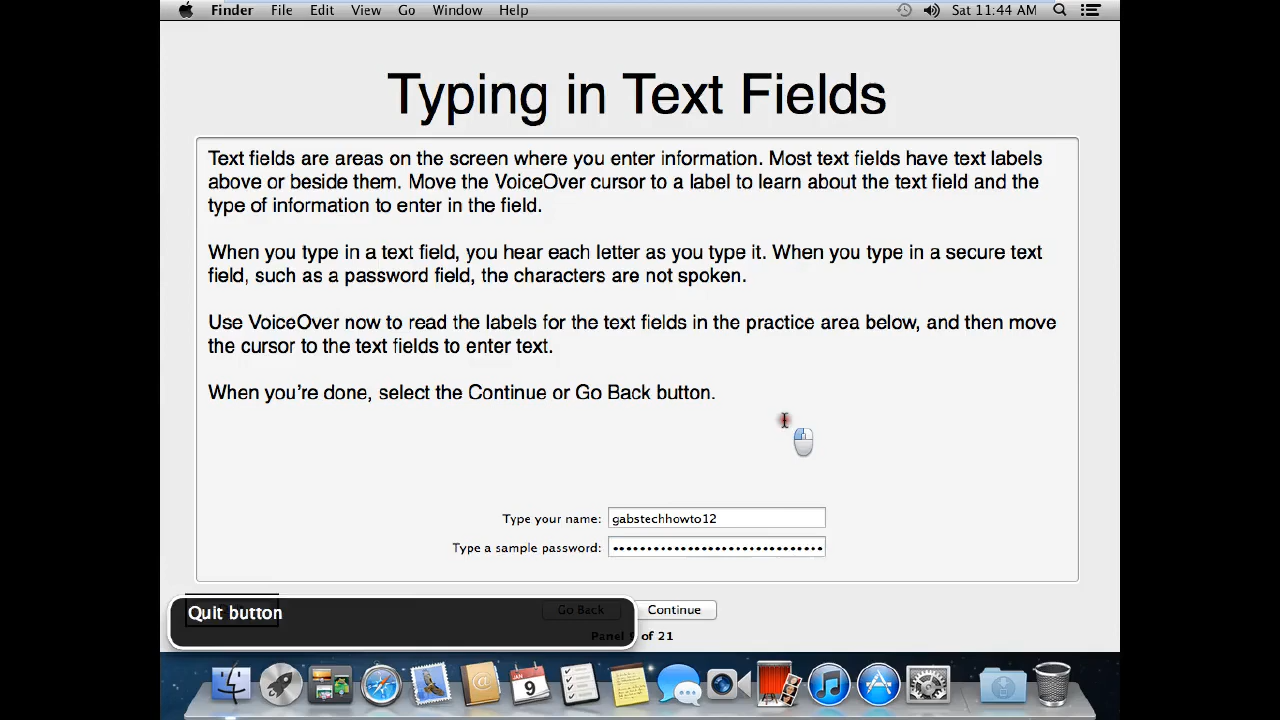 Finder File Edit View Go Window Help Sat 11:44 AM
Typing in Text Fields
Text fields are areas on the screen where you enter information. Most text fields have text labels
above or beside them. Move the VoiceOver cursor to a label to learn about the text field and the
type of information to enter in the field.
When you type in a text field, you hear each letter as you type it. When you type in a secure text
field, such as a password field, the characters are not spoken.
Use VoiceOver now to read the labels for the text fields in the practice area below, and then move
the cursor to the text fields to enter text.
When you're done, select the Continue or Go Back button.
Type your name: gabstechhowto12
Type a sample password: ••••••••••••••••••••••••••••••
Quit button
Go Back Continue
Panel of 21
9